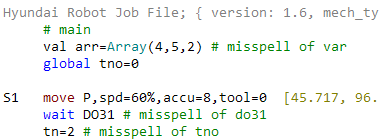 Hyundai Robot Job File; { version: 1.6, mech_ty
# main
val arr=Array(4,5,2) # misspell of var
global tno=0
S1 move P,spd=60%,accu=8,tool=0 [45.717, 96.
wait DO31 # misspell of do31
tn=2 # misspell of tno